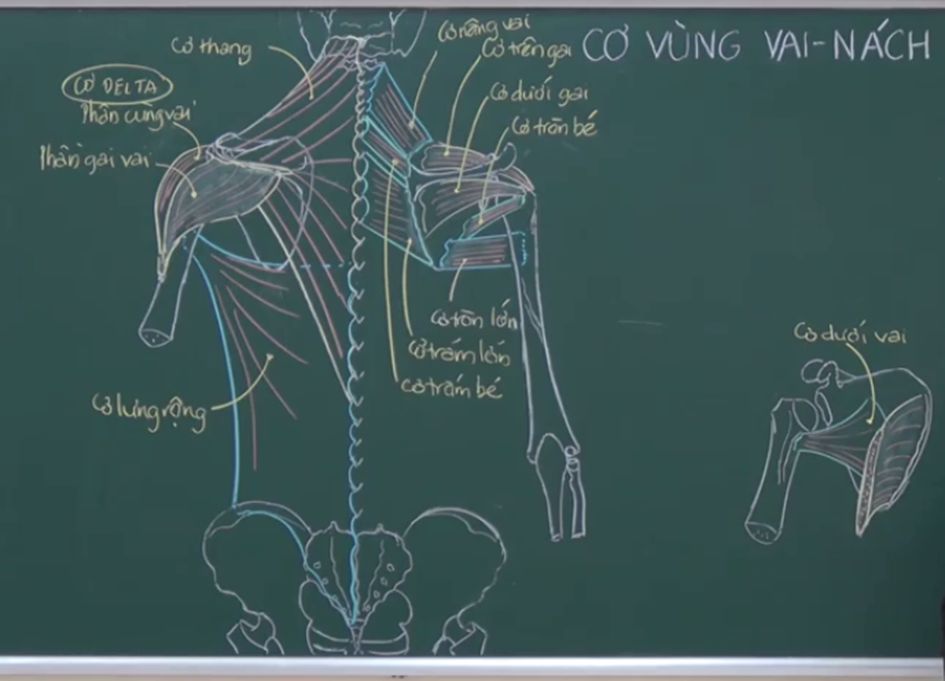 CƠ VÙNG VAI-NÁCH
Cơ thang
CƠ DELTA
Phần cùng vai
Phần gai vai
Cơ lưng rộng
Cơ nâng vai
Cơ trên gai
Cơ dưới gai
Cơ tròn bé
Cơ tròn lớn
Cơ trám lớn
Cơ trám bé
Cơ dưới vai